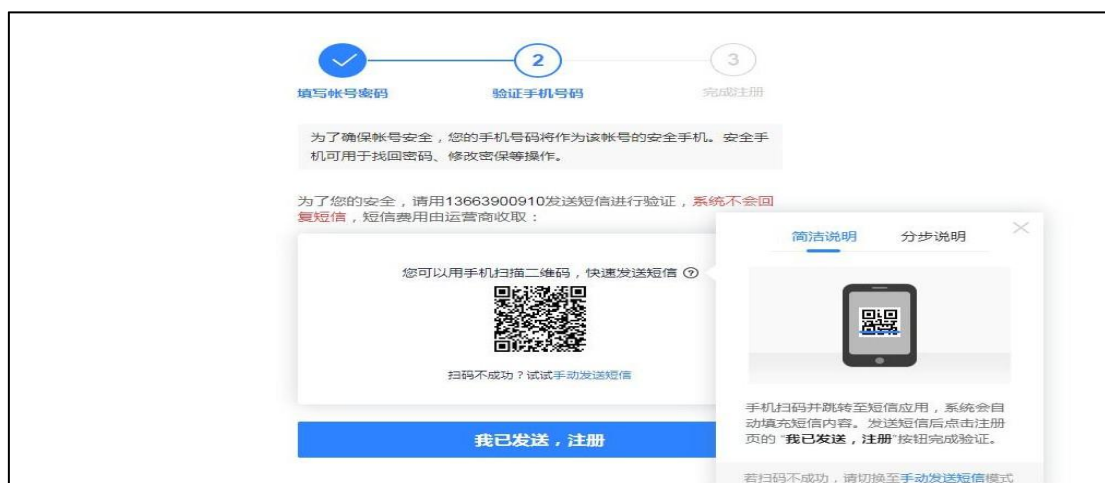 2
3
填写帐号密码
验证手机号码
完成注册
为了确保帐号安全，您的手机号码将作为该帐号的安全手机。安全手
机可用于找回密码、修改密保等操作。
为了您的安全，请用13663900910发送短信进行验证，系统不会回
复短信，短信费用由运营商收取：
您可以用手机扫描二维码，快速发送短信 ?
扫码不成功？试试手动发送短信
我已发送，注册
简洁说明
分步说明
手机扫码并跳转至短信应用，系统会自
动填充短信内容。发送短信后点击注册
页的 “我已发送，注册”按钮完成验证。
若扫码不成功，请切换至手动发送短信模式